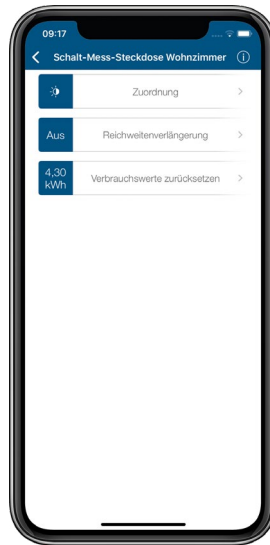 09:17
Schalt-Mess-Steckdose Wohnzimmer
Zuordnung
Aus
Reichweitenverlängerung
4,30
kWh
Verbrauchswerte zurücksetzen